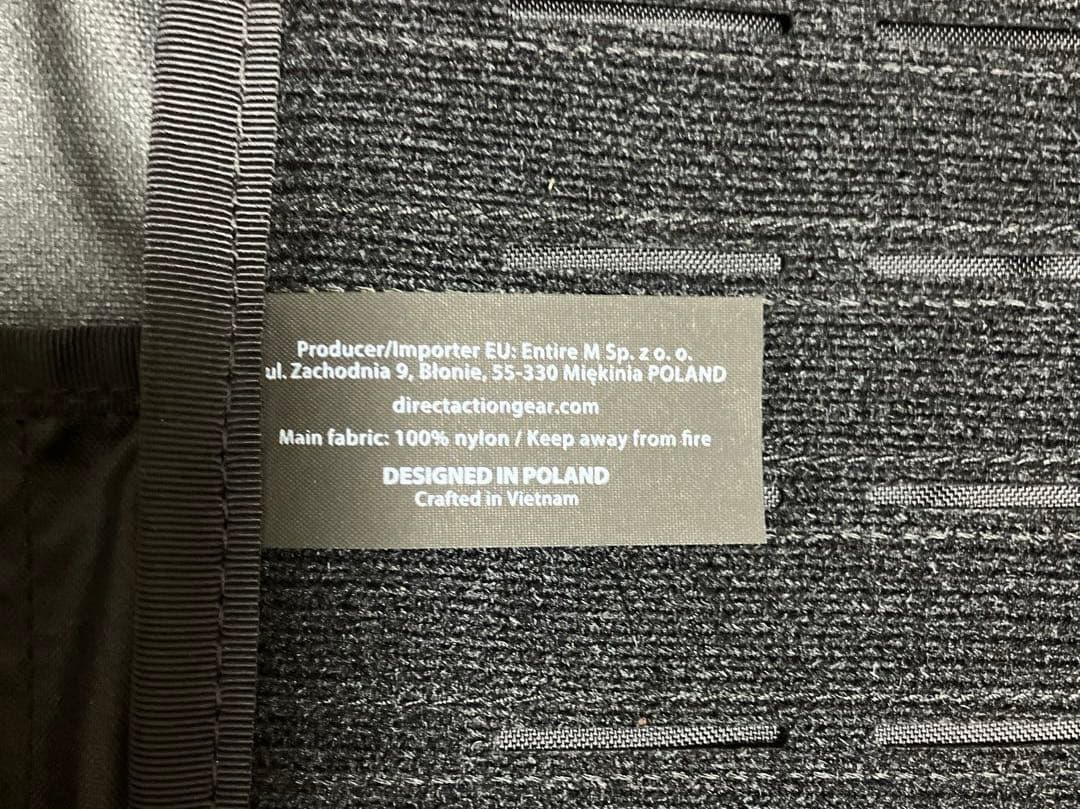 Producer/Importer EU: Entire M Sp. z o. o.
ul. Zachodnia 9, Błonie, 55-330 Miękinia POLAND
directactiongear.com
Main fabric: 100% nylon / Keep away from fire
DESIGNED IN POLAND
Crafted in Vietnam